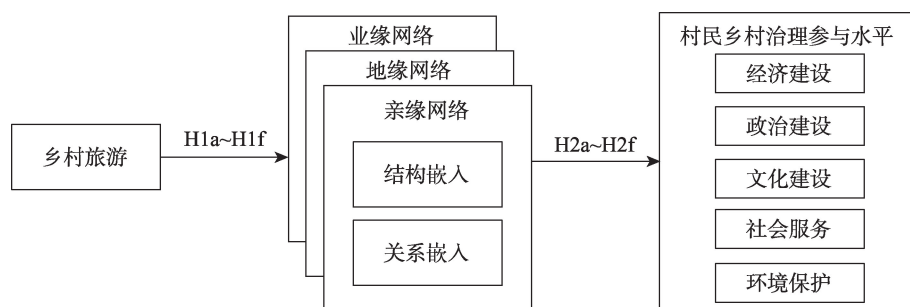 乡村旅游
H1a~H1f
业缘网络
地缘网络
亲缘网络
结构嵌入
关系嵌入
H2a~H2f
村民乡村治理参与水平
经济建设
政治建设
文化建设
社会服务
环境保护